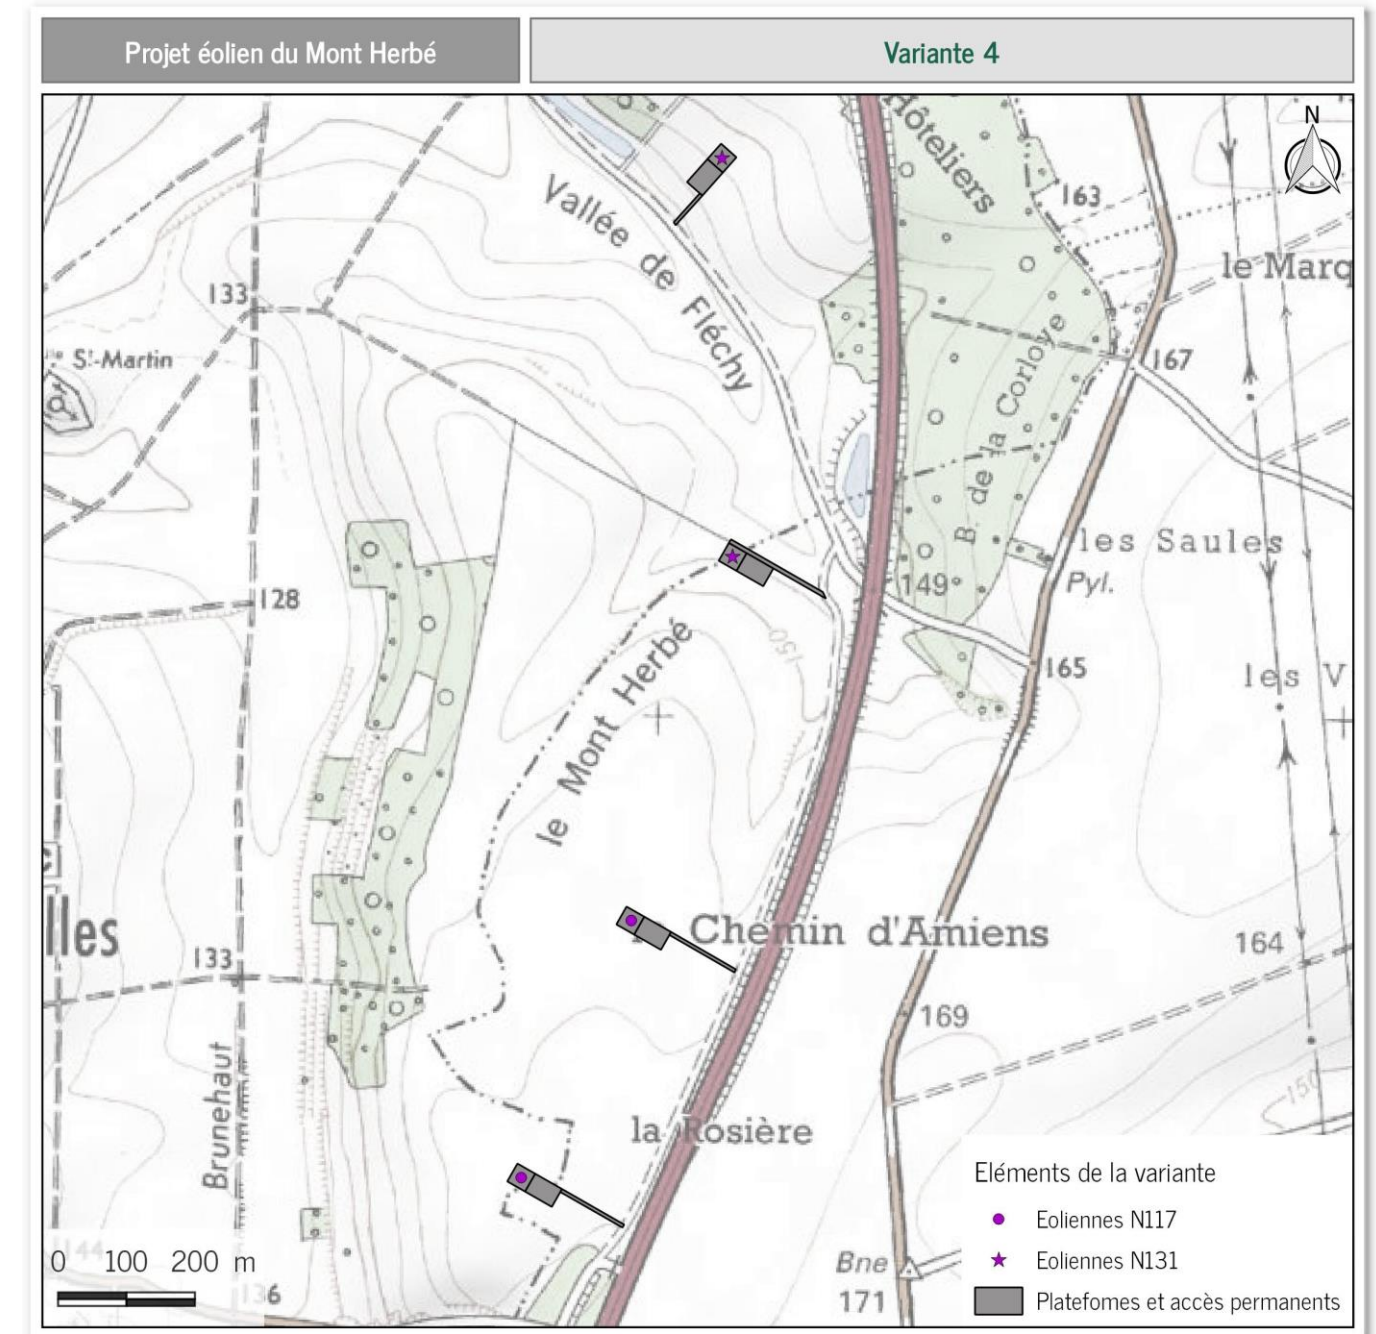 Projet éolien du Mont Herbé
Variante 4
N
Hôteliers
163
Vallée de Fléchy
le Marq
133
St-Martin
167
B. de la Corloye
les Saules
Pyl.
149
128
150
165
les V
le Mont Herbé
lles
Chemin d'Amiens
164
133
169
Brunehaut
150
la Rosière
Eléments de la variante
Eoliennes N117
Eoliennes N131
Platefomes et accès permanents
144
0 100 200 m
136
Bne
171